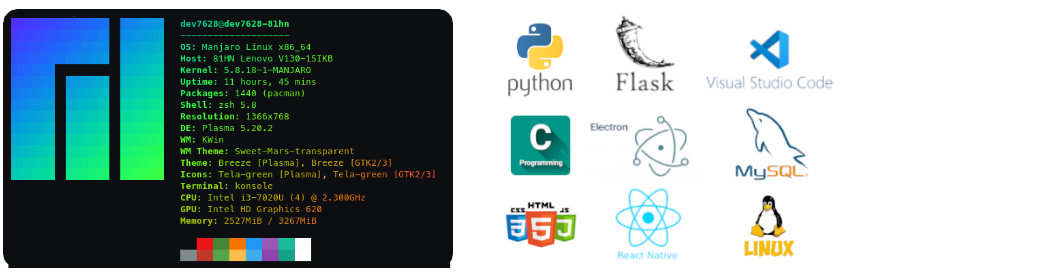 dev7628@dev7628-81hn
--------------------
OS: Manjaro Linux x86_64
Host: 81HN Lenovo V130-15IKB
Kernel: 5.8.18-1-MANJARO
Uptime: 11 hours, 45 mins
Packages: 1440 (pacman)
Shell: zsh 5.8
Resolution: 1366x768
DE: Plasma 5.20.2
WM: KWin
WM Theme: Sweet-Mars-transparent
Theme: Breeze [Plasma], Breeze [GTK2/3]
Icons: Tela-green [Plasma], Tela-green [GTK2/3]
Terminal: konsole
CPU: Intel i3-7020U (4) @ 2.300GHz
GPU: Intel HD Graphics 620
Memory: 2527MiB / 3267MiB
python
Flask
Visual Studio Code
C
Programming
Electron
MySQL
CSS HTML JS
3 5 J
React Native
LINUX